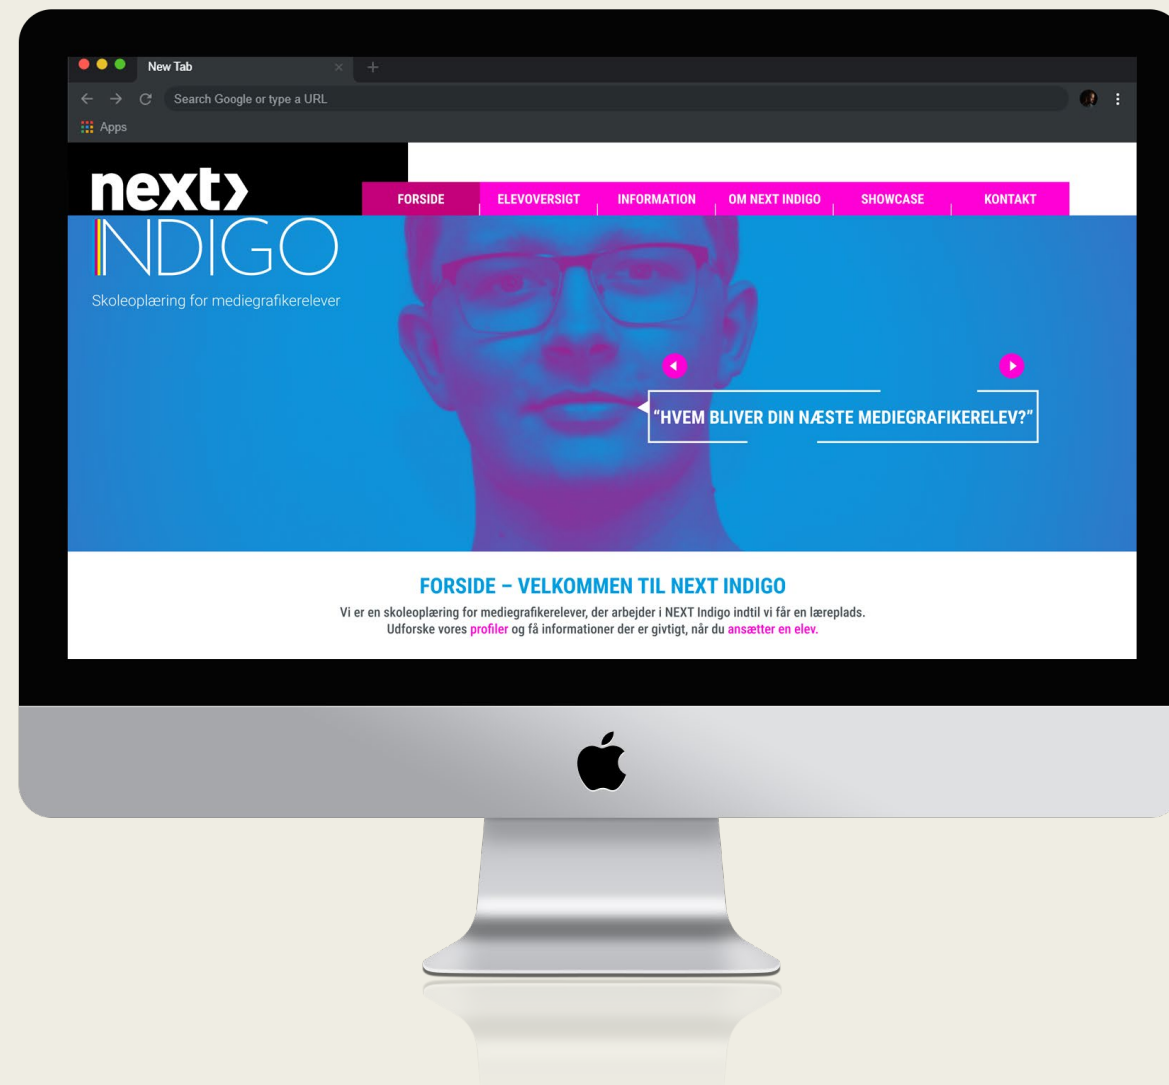 New Tab
Search Google or type a URL
Apps
next>
INDIGO
Skoleoplæring for mediegrafikerelever
FORSIDE
ELEVOVERSIGT
INFORMATION
OM NEXT INDIGO
SHOWCASE
KONTAKT
“HVEM BLIVER DIN NÆSTE MEDIEGRAFIKERELEV?”
FORSIDE – VELKOMMEN TIL NEXT INDIGO
Vi er en skoleoplæring for mediegrafikerelever, der arbejder i NEXT Indigo indtil vi får en læreplads.
Udforske vores profiler og få informationer der er givtigt, når du ansætter en elev.